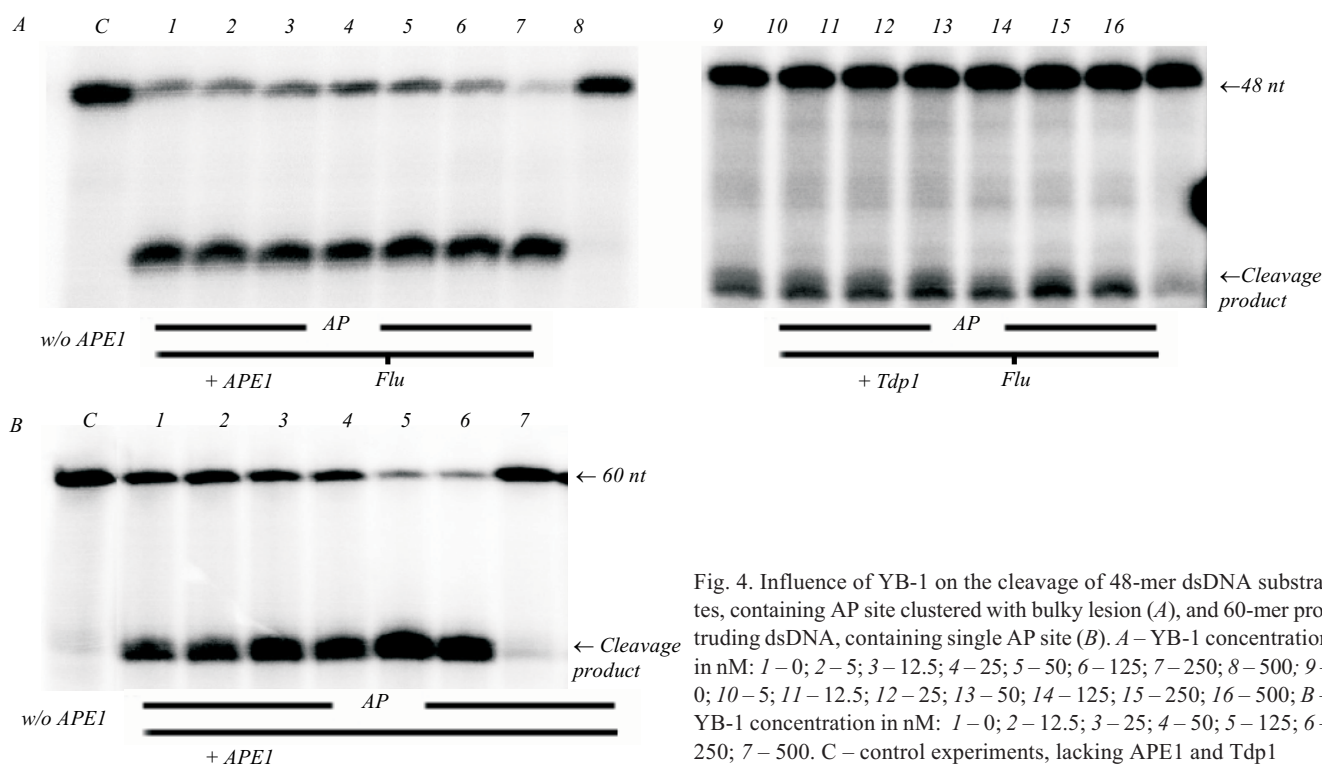 A C 1 2 3 4 5 6 7 8 9 10 11 12 13 14 15 16
←48 nt
←Cleavage
product
w/o APE1 AP AP
+ APE1 Flu + Tdp1 Flu
B C 1 2 3 4 5 6 7
← 60 nt
← Cleavage
product
w/o APE1 AP
+ APE1
Fig. 4. Influence of YB-1 on the cleavage of 48-mer dsDNA substra-
tes, containing AP site clustered with bulky lesion (A), and 60-mer pro-
truding dsDNA, containing single AP site (B). A – YB-1 concentration
in nM: 1 – 0; 2 – 5; 3 – 12.5; 4 – 25; 5 – 50; 6 – 125; 7 – 250; 8 – 500; 9 –
0; 10 – 5; 11 – 12.5; 12 – 25; 13 – 50; 14 – 125; 15 – 250; 16 – 500; B –
YB-1 concentration in nM: 1 – 0; 2 – 12.5; 3 – 25; 4 – 50; 5 – 125; 6 –
250; 7 – 500. C – control experiments, lacking APE1 and Tdp1